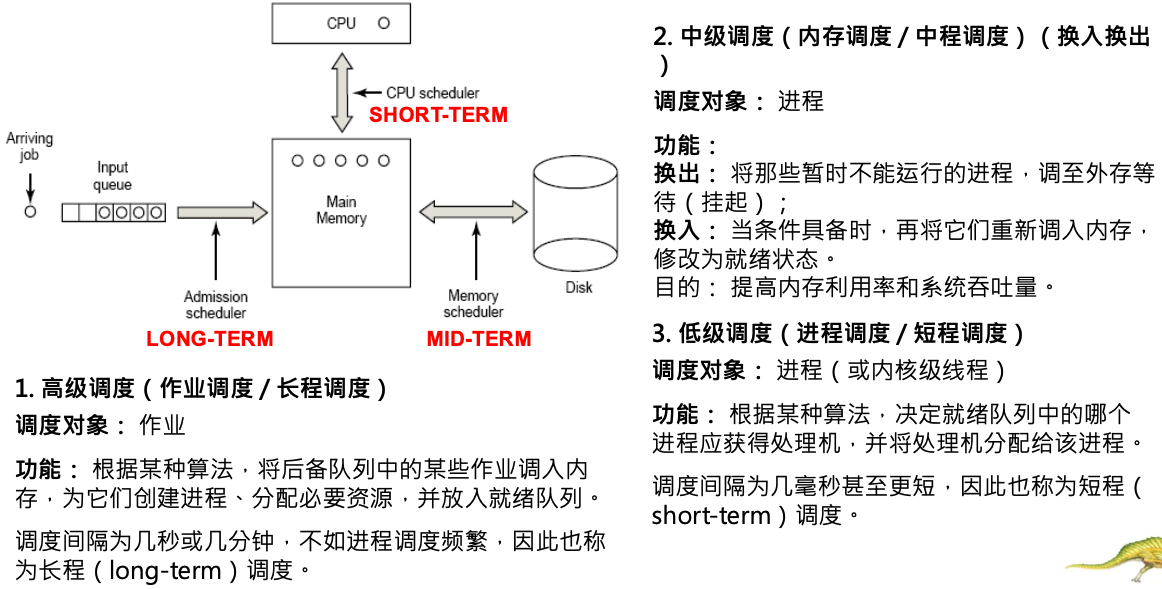 CPU
CPU scheduler
SHORT-TERM
Arriving
job
Input
queue
Main
Memory
Disk
Admission
scheduler
LONG-TERM
Memory
scheduler
MID-TERM
1. 高级调度（作业调度 / 长程调度）
调度对象： 作业
功能： 根据某种算法，将后备队列中的某些作业调入内
存，为它们创建进程、分配必要资源，并放入就绪队列。
调度间隔为几秒或几分钟，不如进程调度频繁，因此也称
为长程（long-term）调度。
2. 中级调度（内存调度 / 中程调度）（换入换出
）
调度对象： 进程
功能：
换出： 将那些暂时不能运行的进程，调至外存等
待（挂起）；
换入： 当条件具备时，再将它们重新调入内存，
修改为就绪状态。
目的： 提高内存利用率和系统吞吐量。
3. 低级调度（进程调度 / 短程调度）
调度对象： 进程（或内核级线程）
功能： 根据某种算法，决定就绪队列中的哪个
进程应获得处理机，并将处理机分配给该进程。
调度间隔为几毫秒甚至更短，因此也称为短程（
short-term）调度。